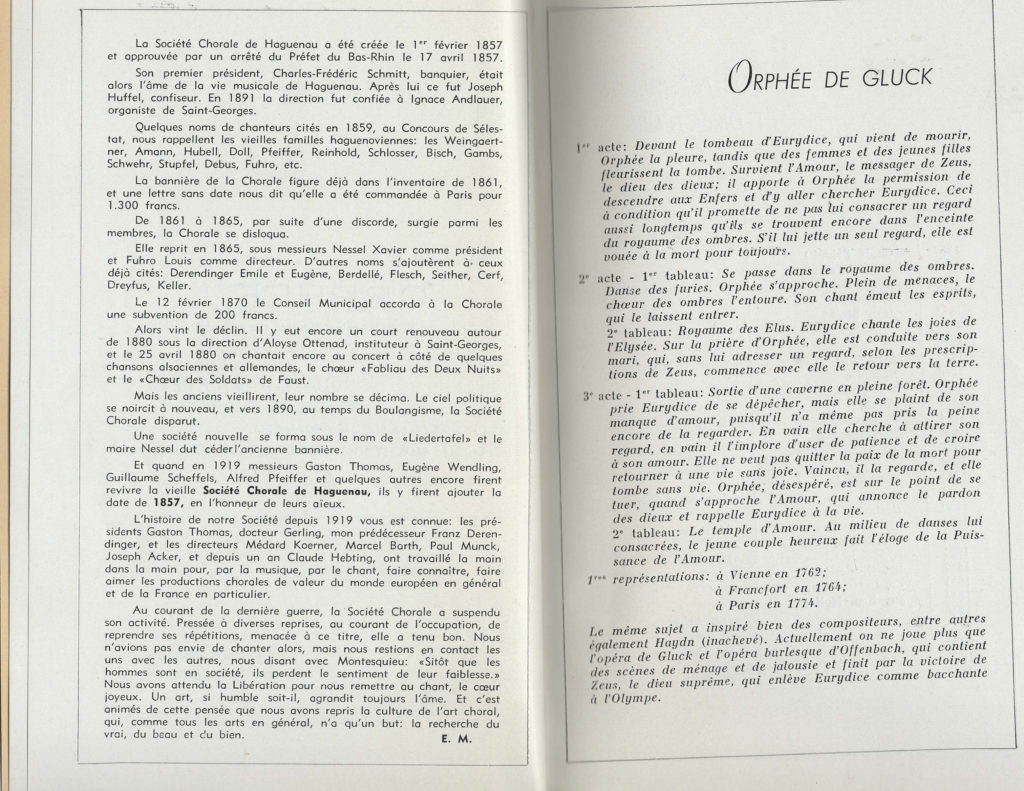 La Société Chorale de Haguenau a été créée le 1er février 1857
et approuvée par un arrêté du Préfet du Bas-Rhin le 17 avril 1857.
Son premier président, Charles-Frédéric Schmitt, banquier, était
alors l'âme de la vie musicale de Haguenau. Après lui ce fut Joseph
Huffel, confiseur. En 1891 la direction fut confiée à Ignace Andlauer,
organiste de Saint-Georges.
Quelques noms de chanteurs cités en 1859, au Concours de Séles-
tat, nous rappellent les vieilles familles haguenoviennes: les Weingaert-
ner, Amann, Hubell, Doll, Pfeiffer, Reinhold, Schlosser, Bisch, Gambs,
Schwehr, Stupfel, Debus, Fuhro, etc.
La bannière de la Chorale figure déjà dans l'inventaire de 1861,
et une lettre sans date nous dit qu'elle a été commandée à Paris pour
1.300 francs.
De 1861 à 1865, par suite d'une discorde, surgie parmi les
membres, la Chorale se disloqua.
Elle reprit en 1865, sous messieurs Nessel Xavier comme président
et Fuhro Louis comme directeur. D'autres noms s'ajoutèrent à ceux
déjà cités: Derendinger Emile et Eugène, Berdellé, Flesch, Seither, Cerf,
Dreyfus, Keller.
Le 12 février 1870 le Conseil Municipal accorda à la Chorale
une subvention de 200 francs.
Alors vint le déclin. Il y eut encore un court renouveau autour
de 1880 sous la direction d'Aloyse Ottenad, instituteur à Saint-Georges,
et le 25 avril 1880 on chantait encore au concert à côté de quelques
chansons alsaciennes et allemandes, le chœur «Fabliau des Deux Nuits»
et le «Chœur des Soldats» de Faust.
Mais les anciens vieillirent, leur nombre se décima. Le ciel politique
se noircit à nouveau, et vers 1890, au temps du Boulangisme, la Société
Chorale disparut.
Une société nouvelle se forma sous le nom de «Liedertafel» et le
maire Nessel dut céder l'ancienne bannière.
Et quand en 1919 messieurs Gaston Thomas, Eugène Wendling,
Guillaume Scheffels, Alfred Pfeiffer et quelques autres encore firent
revivre la vieille Société Chorale de Haguenau, ils y firent ajouter la
date de 1857, en l'honneur de leurs aïeux.
L'histoire de notre Société depuis 1919 vous est connue: les pré-
sidents Gaston Thomas, docteur Gerling, mon prédécesseur Franz Deren-
dinger, et les directeurs Médard Koerner, Marcel Barth, Paul Munck,
Joseph Acker, et depuis un an Claude Hebting, ont travaillé la main
dans la main pour, par la musique, par le chant, faire connaître, faire
aimer les productions chorales de valeur du monde européen en général
et de la France en particulier.
Au courant de la dernière guerre, la Société Chorale a suspendu
son activité. Pressée à diverses reprises, au courant de l'occupation, de
reprendre ses répétitions, menacée à ce titre, elle a tenu bon. Nous
n'avions pas envie de chanter alors, mais nous restions en contact les
uns avec les autres, nous disant avec Montesquieu: «Sitôt que les
hommes sont en société, ils perdent le sentiment de leur faiblesse.»
Nous avons attendu la Libération pour nous remettre au chant, le cœur
joyeux. Un art, si humble soit-il, agrandit toujours l'âme. Et c'est
animés de cette pensée que nous avons repris la culture de l'art choral,
qui, comme tous les arts en général, n'a qu'un but: la recherche du
vrai, du beau et du bien.
E. M.
ORPHÉE DE GLUCK
1er acte: Devant le tombeau d'Eurydice, qui vient de mourir,
Orphée la pleure, tandis que des femmes et des jeunes filles
fleurissent la tombe. Survient l'Amour, le messager de Zeus,
le dieu des dieux; il apporte à Orphée la permission de
descendre aux Enfers et d'y aller chercher Eurydice. Ceci
à condition qu'il promette de ne pas lui consacrer un regard
aussi longtemps qu'ils se trouvent encore dans l'enceinte
du royaume des ombres. S'il lui jette un seul regard, elle est
vouée à la mort pour toujours.
2e acte - 1er tableau: Se passe dans le royaume des ombres.
Danse des furies. Orphée s'approche. Plein de menaces, le
chœur des ombres l'entoure. Son chant émeut les esprits,
qui le laissent entrer.
2e tableau: Royaume des Elus. Eurydice chante les joies de
l'Elysée. Sur la prière d'Orphée, elle est conduite vers son
mari, qui, sans lui adresser un regard, selon les prescrip-
tions de Zeus, commence avec elle le retour vers la terre.
3e acte - 1er tableau: Sortie d'une caverne en pleine forêt. Orphée
prie Eurydice de se dépêcher, mais elle se plaint de son
manque d'amour, puisqu'il n'a même pas pris la peine
encore de la regarder. En vain elle cherche à attirer son
regard, en vain il l'implore d'user de patience et de croire
à son amour. Elle ne veut pas quitter la paix de la mort pour
retourner à une vie sans joie. Vaincu, il la regarde, et elle
tombe sans vie. Orphée, désespéré, est sur le point de se
tuer, quand s'approche l'Amour, qui annonce le pardon
des dieux et rappelle Eurydice à la vie.
2e tableau: Le temple d'Amour. Au milieu de danses lui
consacrées, le jeune couple heureux fait l'éloge de la Puis-
sance de l'Amour.
1res représentations: à Vienne en 1762;
à Francfort en 1764;
à Paris en 1774.
Le même sujet a inspiré bien des compositeurs, entre autres
également Haydn (inachevé). Actuellement on ne joue plus que
l'opéra de Gluck et l'opéra burlesque d'Offenbach, qui contient
des scènes de ménage et de jalousie et finit par la victoire de
Zeus, le dieu suprême, qui enlève Eurydice comme bacchante
à l'Olympe.